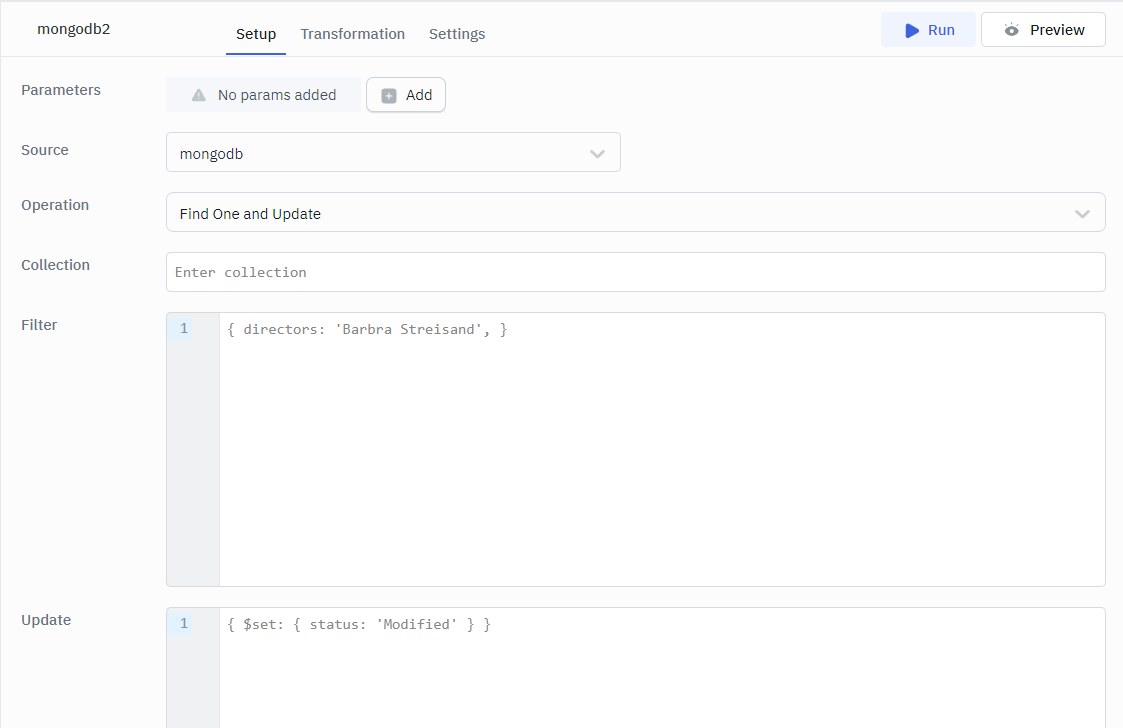 mongodb2
Setup Transformation Settings
Run Preview
Parameters No params added Add
Source mongodb
Operation Find One and Update
Collection Enter collection
Filter 1 { directors: 'Barbra Streisand', }
Update 1 { $set: { status: 'Modified' } }